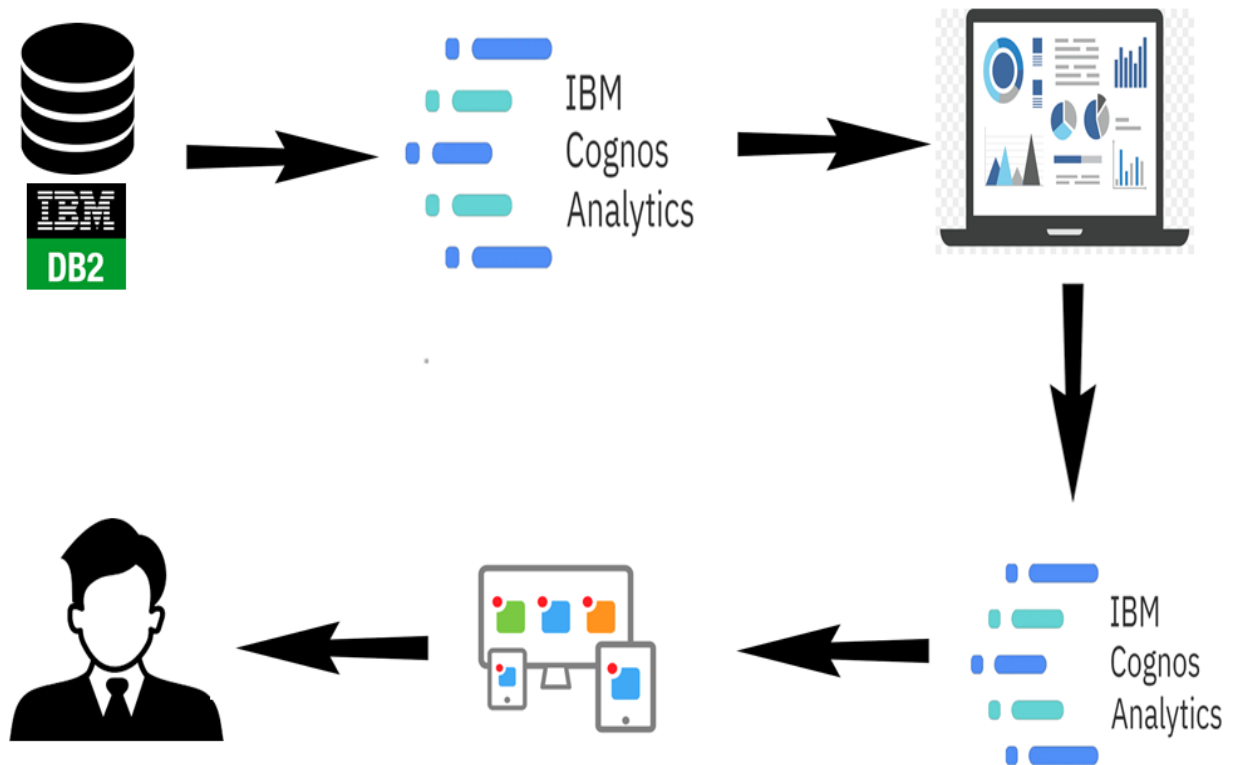 IBM
Cognos
Analytics
IBM
DB2
IBM
Cognos
Analytics